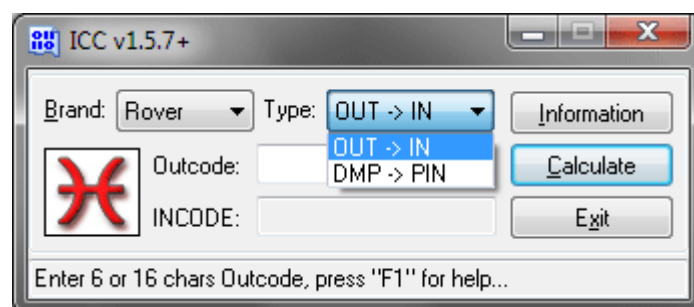 ICC v1.5.7+
Brand: Rover Type: OUT -> IN Information
OUT -> IN
DMP -> PIN
Outcode: Calculate
INCODE: Exit
Enter 6 or 16 chars Outcode, press "F1" for help...